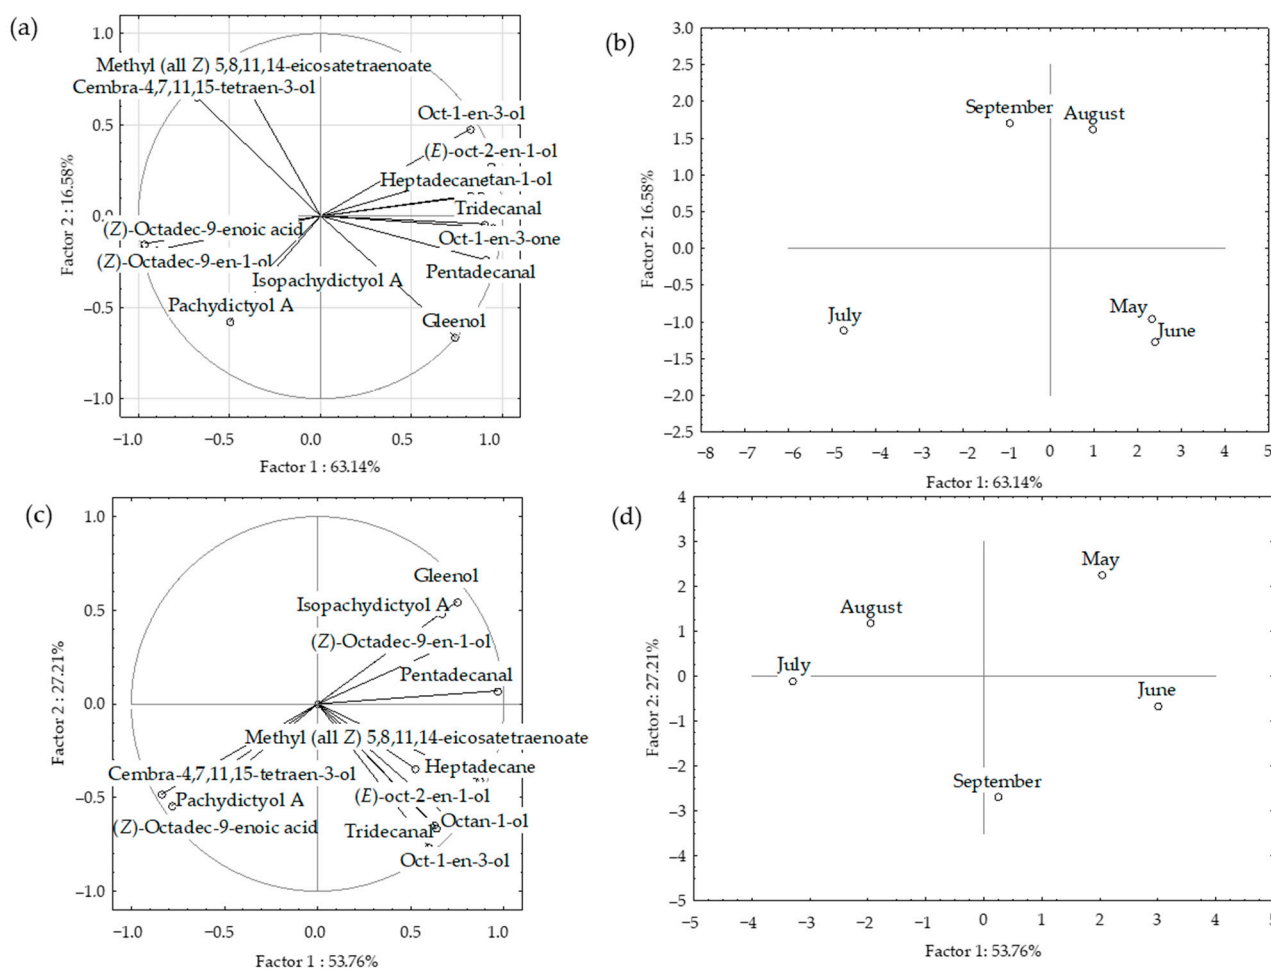 (a)
1.0
0.5
0.0
−0.5
−1.0
Factor 2 : 16.58%
Methyl (all Z) 5,8,11,14-eicosatetraenoate
Cembra-4,7,11,15-tetraen-3-ol
Oct-1-en-3-ol
(E)-oct-2-en-1-ol
Heptadecanetan-1-ol
Tridecanal
(Z)-Octadec-9-enoic acid
Oct-1-en-3-one
(Z)-Octadec-9-en-1-ol
Pentadecanal
Isopachydictyol A
Pachydictyol A
Gleenol
−1.0 −0.5 0.0 0.5 1.0
Factor 1 : 63.14%
(b)
3.0
2.5
2.0
1.5
1.0
0.5
0.0
−0.5
−1.0
−1.5
−2.0
−2.5
Factor 2: 16.58%
September
August
July
May
June
−8 −7 −6 −5 −4 −3 −2 −1 0 1 2 3 4 5
Factor 1: 63.14%
(c)
1.0
0.5
0.0
−0.5
−1.0
Factor 2 : 27.21%
Gleenol
Isopachydictyol A
(Z)-Octadec-9-en-1-ol
Pentadecanal
Methyl (all Z) 5,8,11,14-eicosatetraenoate
Heptadecane
Cembra-4,7,11,15-tetraen-3-ol
(E)-oct-2-en-1-ol
Pachydictyol A
Octan-1-ol
(Z)-Octadec-9-enoic acid
Tridecanal
Oct-1-en-3-ol
−1.0 −0.5 0.0 0.5 1.0
Factor 1 : 53.76%
(d)
4
3
2
1
0
−1
−2
−3
−4
−5
Factor 2: 27.21%
May
August
July
June
September
−5 −4 −3 −2 −1 0 1 2 3 4 5
Factor 1: 53.76%